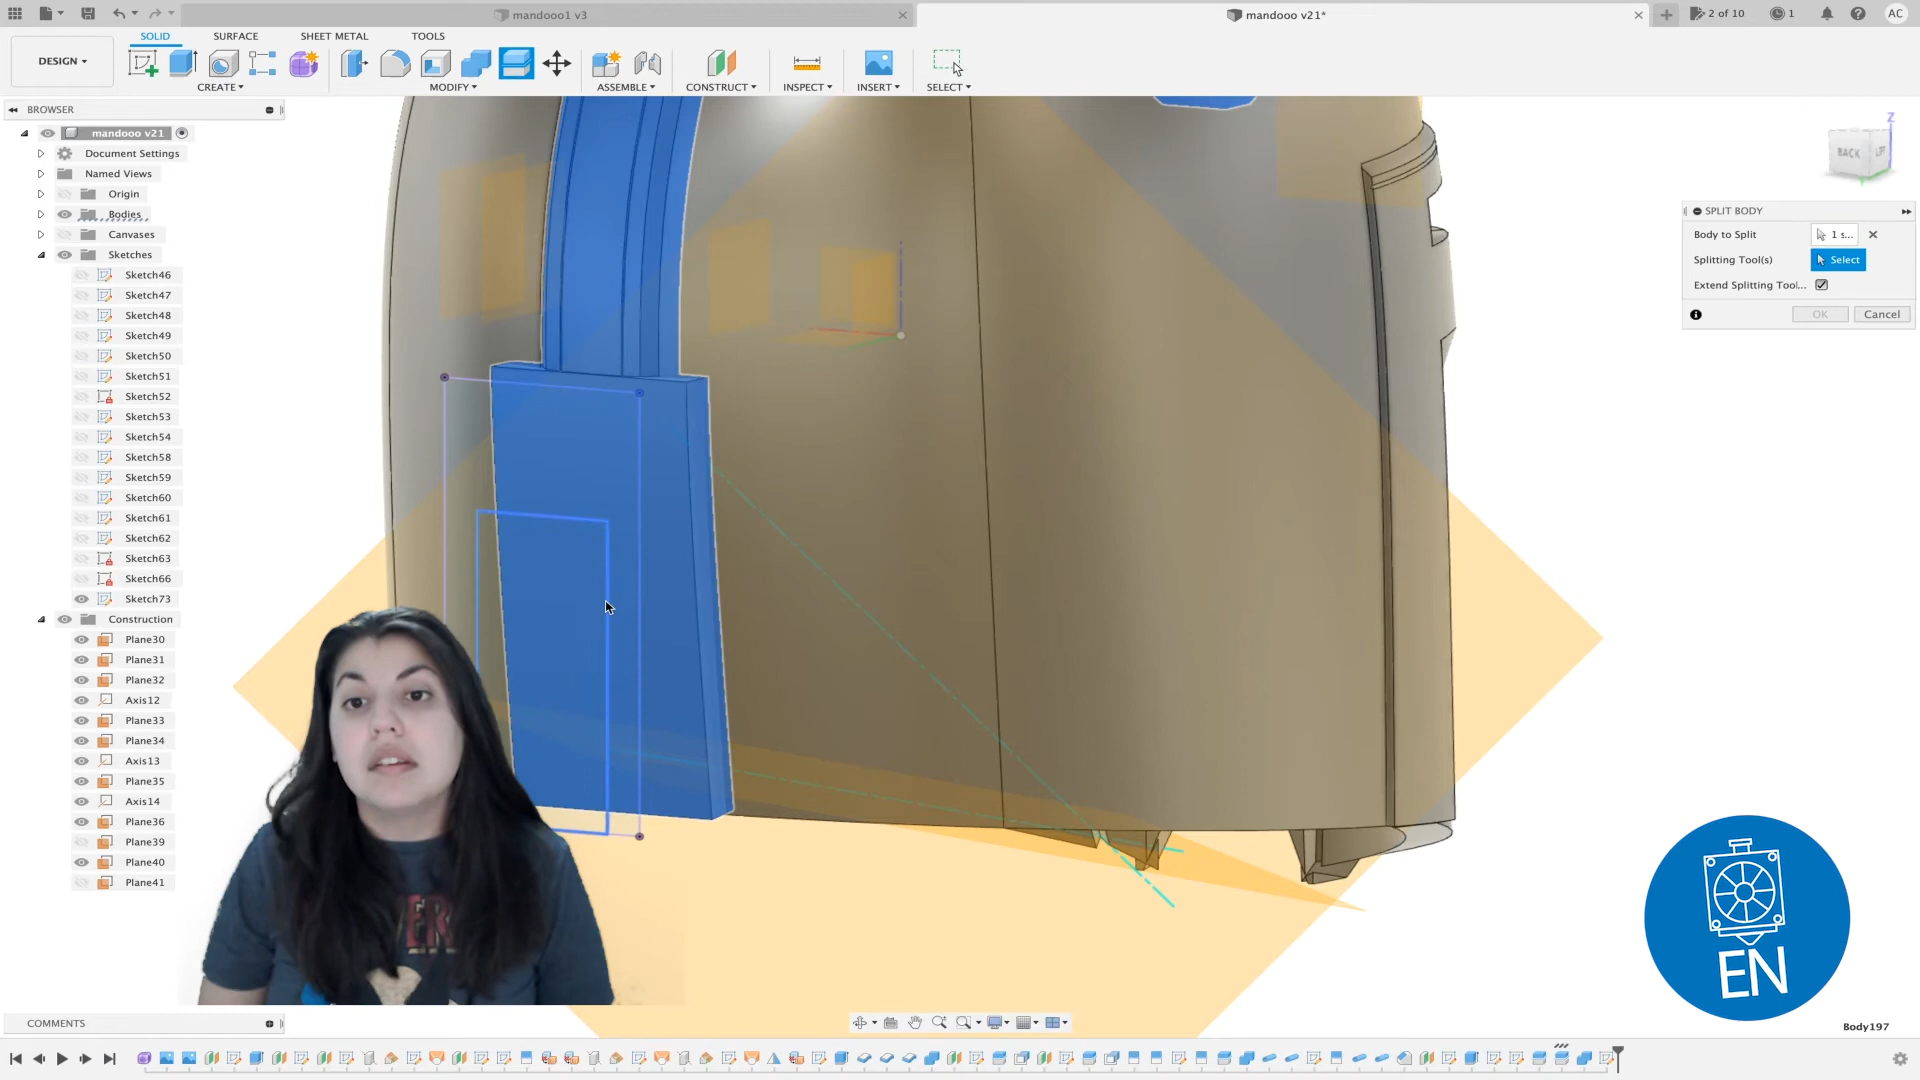 mandooo1 v3
mandooo v21*
2 of 10
1
AC
SOLID
SURFACE
SHEET METAL
TOOLS
DESIGN
CREATE
MODIFY
ASSEMBLE
CONSTRUCT
INSPECT
INSERT
SELECT
BROWSER
mandooo v21
Document Settings
Named Views
Origin
Bodies
Canvases
Sketches
Sketch46
Sketch47
Sketch48
Sketch49
Sketch50
Sketch51
Sketch52
Sketch53
Sketch54
Sketch58
Sketch59
Sketch60
Sketch61
Sketch62
Sketch63
Sketch66
Sketch73
Construction
Plane30
Plane31
Plane32
Axis12
Plane33
Plane34
Axis13
Plane35
Axis14
Plane36
Plane39
Plane40
Plane41
Z
BACK
SPLIT BODY
Body to Split
1 s...
Splitting Tool(s)
Select
Extend Splitting Tool...
OK
Cancel
EN
Body197
COMMENTS